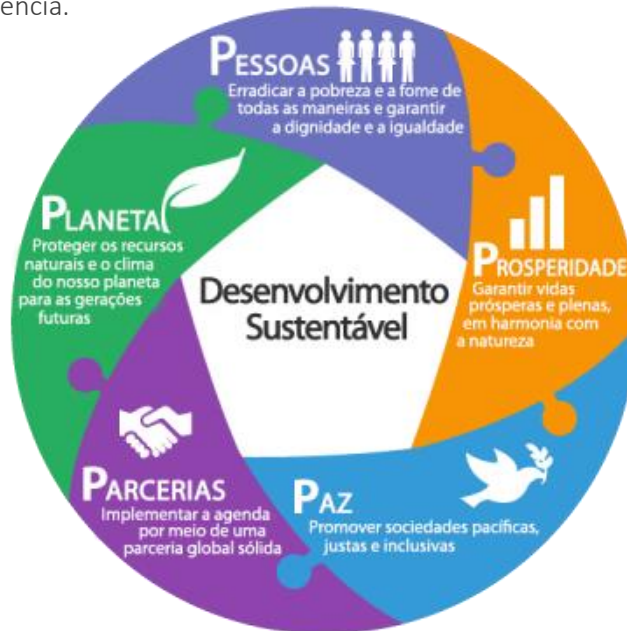 ência.
PESSOAS
Erradicar a pobreza e a fome de
todas as maneiras e garantir
a dignidade e a igualdade
PLANETA
Proteger os recursos
naturais e o clima
do nosso planeta
para as gerações
futuras
PROSPERIDADE
Garantir vidas
prósperas e plenas,
em harmonia com
a natureza
Desenvolvimento
Sustentável
PARCERIAS
Implementar a agenda
por meio de uma
parceria global sólida
PAZ
Promover sociedades pacíficas,
justas e inclusivas